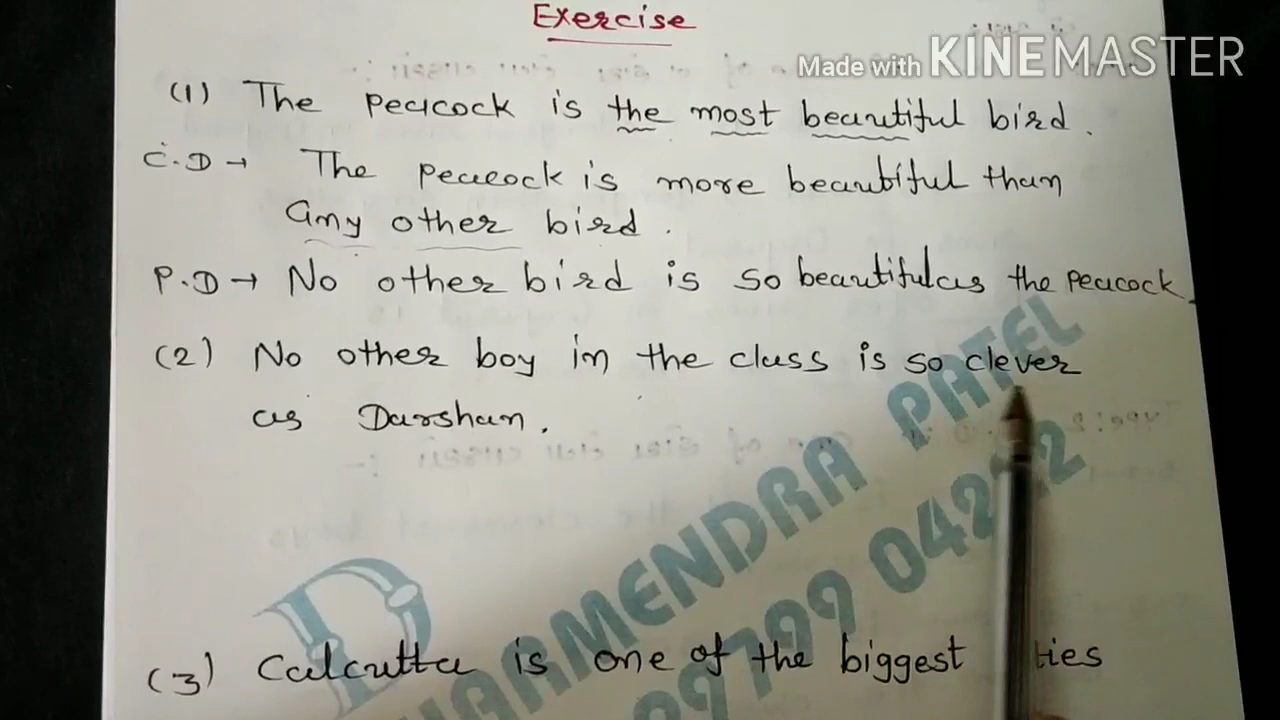 Exercise
Made with KINEMASTER
(1) The peacock is the most beautiful bird.
C.D → The peacock is more beautiful than
any other bird.
P.D → No other bird is so beautiful as the peacock.
(2) No other boy in the class is so clever
as Darshan.
DHARMENDRA PATEL
(3) Calcutta is one of the biggest